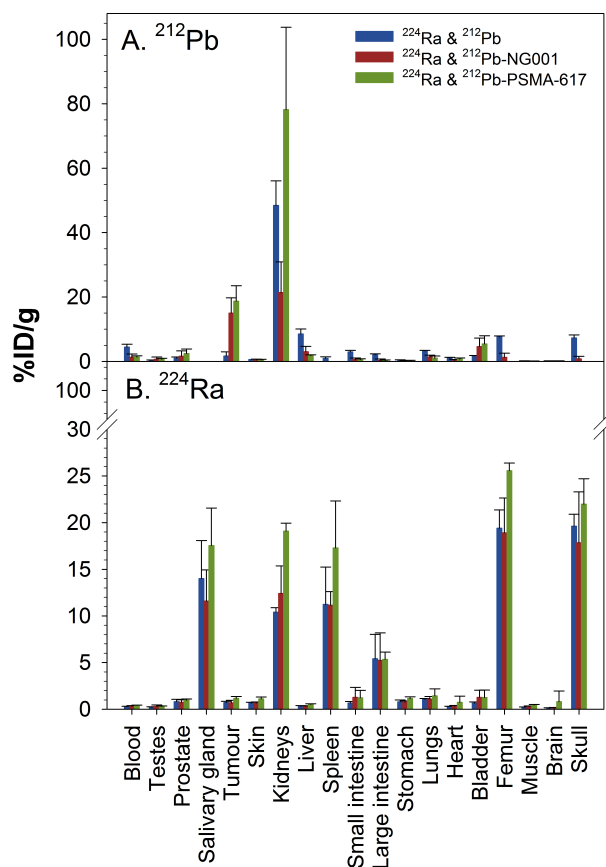 A. ²¹²Pb
²²⁴Ra & ²¹²Pb
²²⁴Ra & ²¹²Pb-NG001
²²⁴Ra & ²¹²Pb-PSMA-617
100
80
60
40
20
0
%ID/g
B. ²²⁴Ra
100
30
25
20
15
10
5
0
Blood
Testes
Prostate
Salivary gland
Tumour
Skin
Kidneys
Liver
Spleen
Small intestine
Large intestine
Stomach
Lungs
Heart
Bladder
Femur
Muscle
Brain
Skull